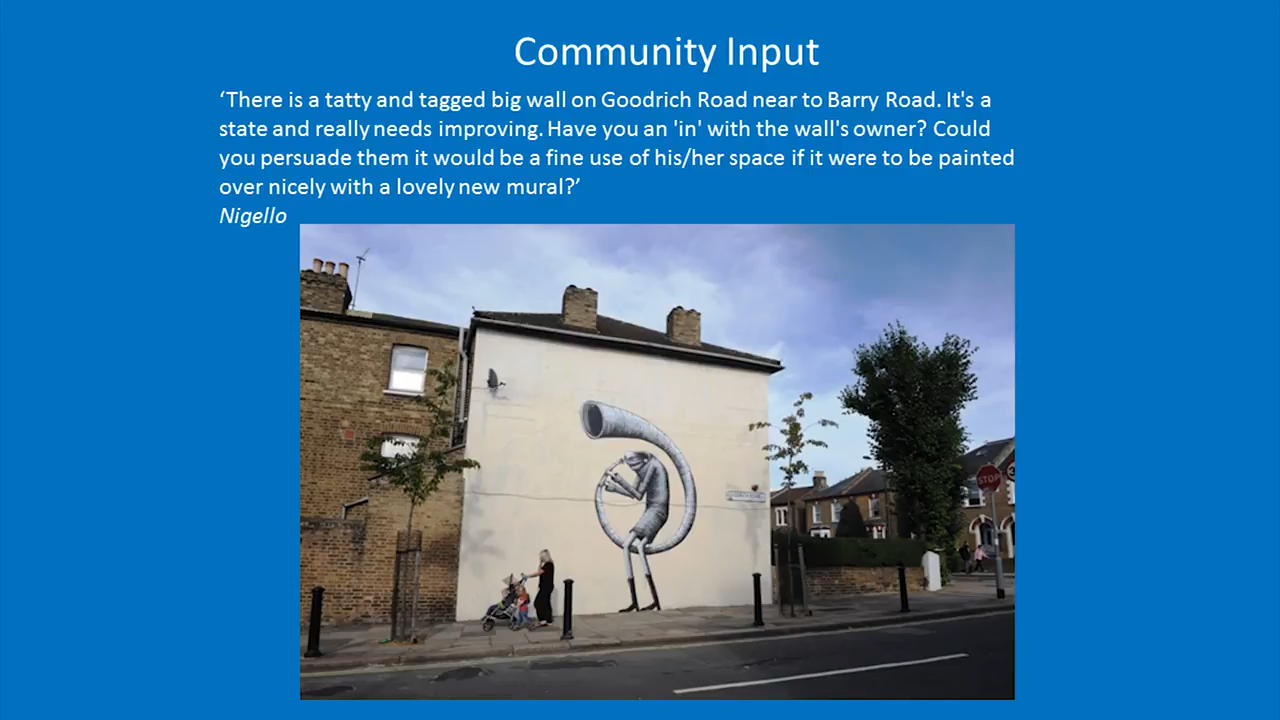 Community Input
‘There is a tatty and tagged big wall on Goodrich Road near to Barry Road. It's a
state and really needs improving. Have you an 'in' with the wall's owner? Could
you persuade them it would be a fine use of his/her space if it were to be painted
over nicely with a lovely new mural?’
Nigello
STOP